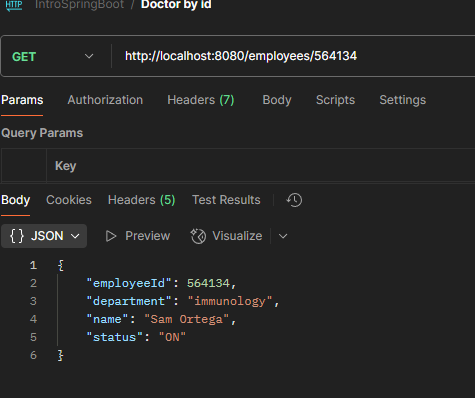 HTTP IntroSpringBoot / Doctor by id
GET http://localhost:8080/employees/564134
Params Authorization Headers (7) Body Scripts Settings
Query Params
Key
Body Cookies Headers (5) Test Results
{} JSON Preview Visualize
1 {
2 "employeeId": 564134,
3 "department": "immunology",
4 "name": "Sam Ortega",
5 "status": "ON"
6 }